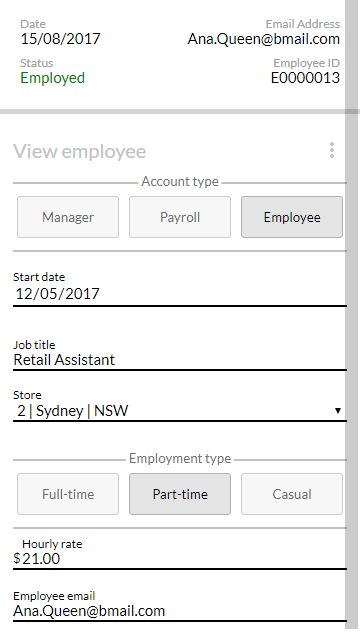 Date Email Address
15/08/2017 Ana.Queen@bmail.com
Status Employee ID
Employed E0000013
View employee
Account type
Manager Payroll Employee
Start date
12/05/2017
Job title
Retail Assistant
Store
2 | Sydney | NSW
Employment type
Full-time Part-time Casual
Hourly rate
$21.00
Employee email
Ana.Queen@bmail.com